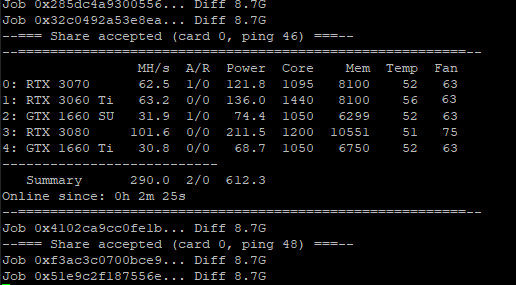 Job 0x285dc4a9300556... Diff 8.7G
Job 0x32c0492a53e8ea... Diff 8.7G
--=== Share accepted (card 0, ping 46) ===--
--=====================================================--
MH/s A/R Power Core Mem Temp Fan
0: RTX 3070 62.5 1/0 121.8 1095 8100 52 63
1: RTX 3060 Ti 63.2 0/0 136.0 1440 8100 56 63
2: GTX 1660 SU 31.9 1/0 74.4 1050 6299 52 63
3: RTX 3080 101.6 0/0 211.5 1200 10551 51 75
4: GTX 1660 Ti 30.8 0/0 68.7 1050 6750 52 63
----------------------------
Summary 290.0 2/0 612.3
Online since: 0h 2m 25s
--=====================================================--
Job 0x4102ca9cc0fe1b... Diff 8.7G
--=== Share accepted (card 0, ping 48) ===--
Job 0xf3ac3c0700bce9... Diff 8.7G
Job 0x51e9c2f187556e... Diff 8.7G